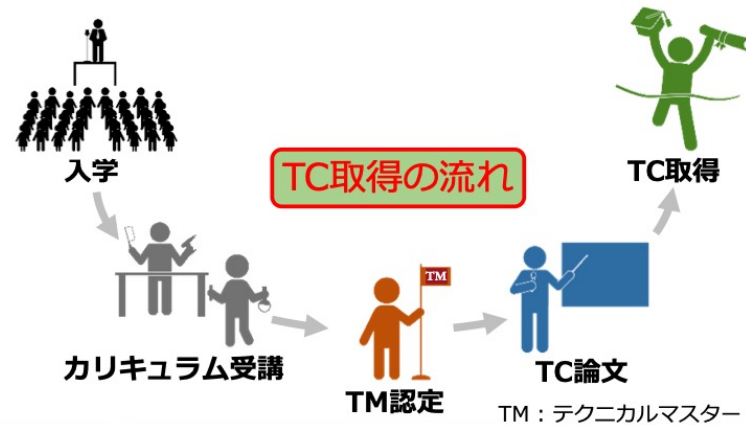 入学
TC取得の流れ
TC取得
カリキュラム受講
TM
TM認定
TC論文
TM：テクニカルマスター